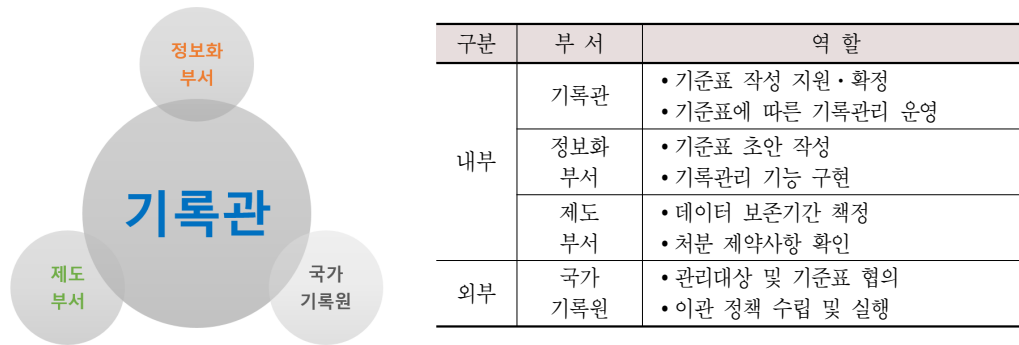 정보화
부서
기록관
제도
부서
국가
기록원
구분 부 서 역 할
내부
기록관
• 기준표 작성 지원·확정
• 기준표에 따른 기록관리 운영
정보화
부서
• 기준표 초안 작성
• 기록관리 기능 구현
제도
부서
• 데이터 보존기간 책정
• 처분 제약사항 확인
외부
국가
기록원
• 관리대상 및 기준표 협의
• 이관 정책 수립 및 실행